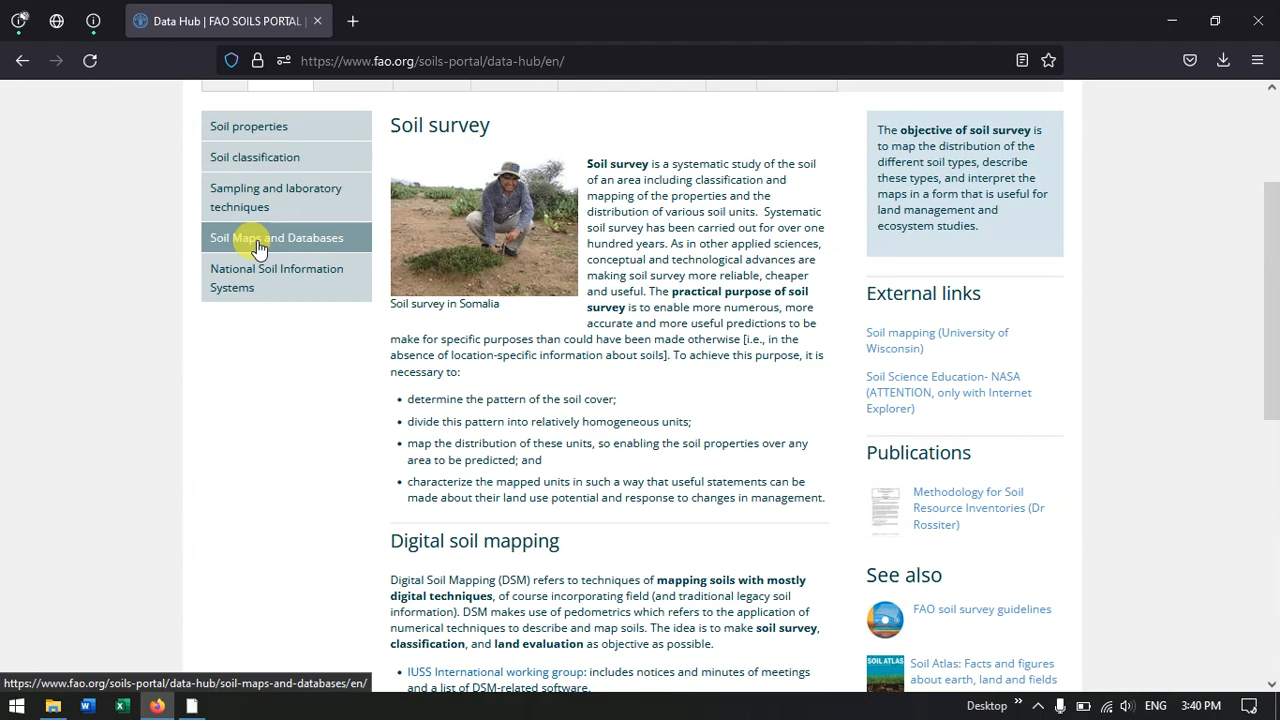 Data Hub | FAO SOILS PORTAL |
https://www.fao.org/soils-portal/data-hub/en/
Soil properties
Soil classification
Sampling and laboratory
techniques
Soil Maps and Databases
National Soil Information
Systems
Soil survey
Soil survey is a systematic study of the soil
of an area including classification and
mapping of the properties and the
distribution of various soil units. Systematic
soil survey has been carried out for over one
hundred years. As in other applied sciences,
conceptual and technological advances are
making soil survey more reliable, cheaper
and useful. The practical purpose of soil
survey is to enable more numerous, more
accurate and more useful predictions to be
Soil survey in Somalia
make for specific purposes than could have been made otherwise [i.e., in the
absence of location-specific information about soils]. To achieve this purpose, it is
necessary to:
• determine the pattern of the soil cover;
• divide this pattern into relatively homogeneous units;
• map the distribution of these units, so enabling the soil properties over any
area to be predicted; and
• characterize the mapped units in such a way that useful statements can be
made about their land use potential and response to changes in management.
Digital soil mapping
Digital Soil Mapping (DSM) refers to techniques of mapping soils with mostly
digital techniques, of course incorporating field (and traditional legacy soil
information). DSM makes use of pedometrics which refers to the application of
numerical techniques to describe and map soils. The idea is to make soil survey,
classification, and land evaluation as objective as possible.
• IUSS International working group: includes notices and minutes of meetings
and a list of DSM-related software.
The objective of soil survey is
to map the distribution of the
different soil types, describe
these types, and interpret the
maps in a form that is useful for
land management and
ecosystem studies.
External links
Soil mapping (University of
Wisconsin)
Soil Science Education- NASA
(ATTENTION, only with Internet
Explorer)
Publications
Methodology for Soil
Resource Inventories (Dr
Rossiter)
See also
FAO soil survey guidelines
SOIL ATLAS
Soil Atlas: Facts and figures
about earth, land and fields
https://www.fao.org/soils-portal/data-hub/soil-maps-and-databases/en/
Desktop
ENG
3:40 PM